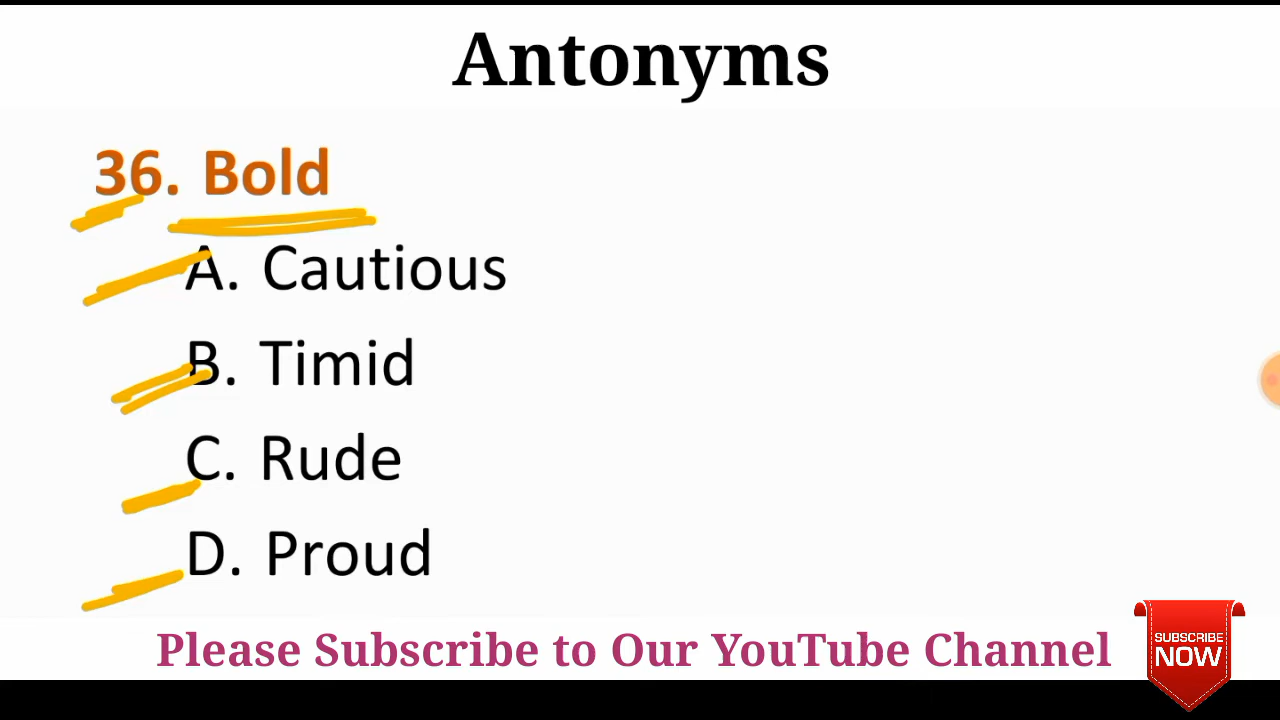 Antonyms
36. Bold
A. Cautious
B. Timid
C. Rude
D. Proud
Please Subscribe to Our YouTube Channel
SUBSCRIBE
NOW